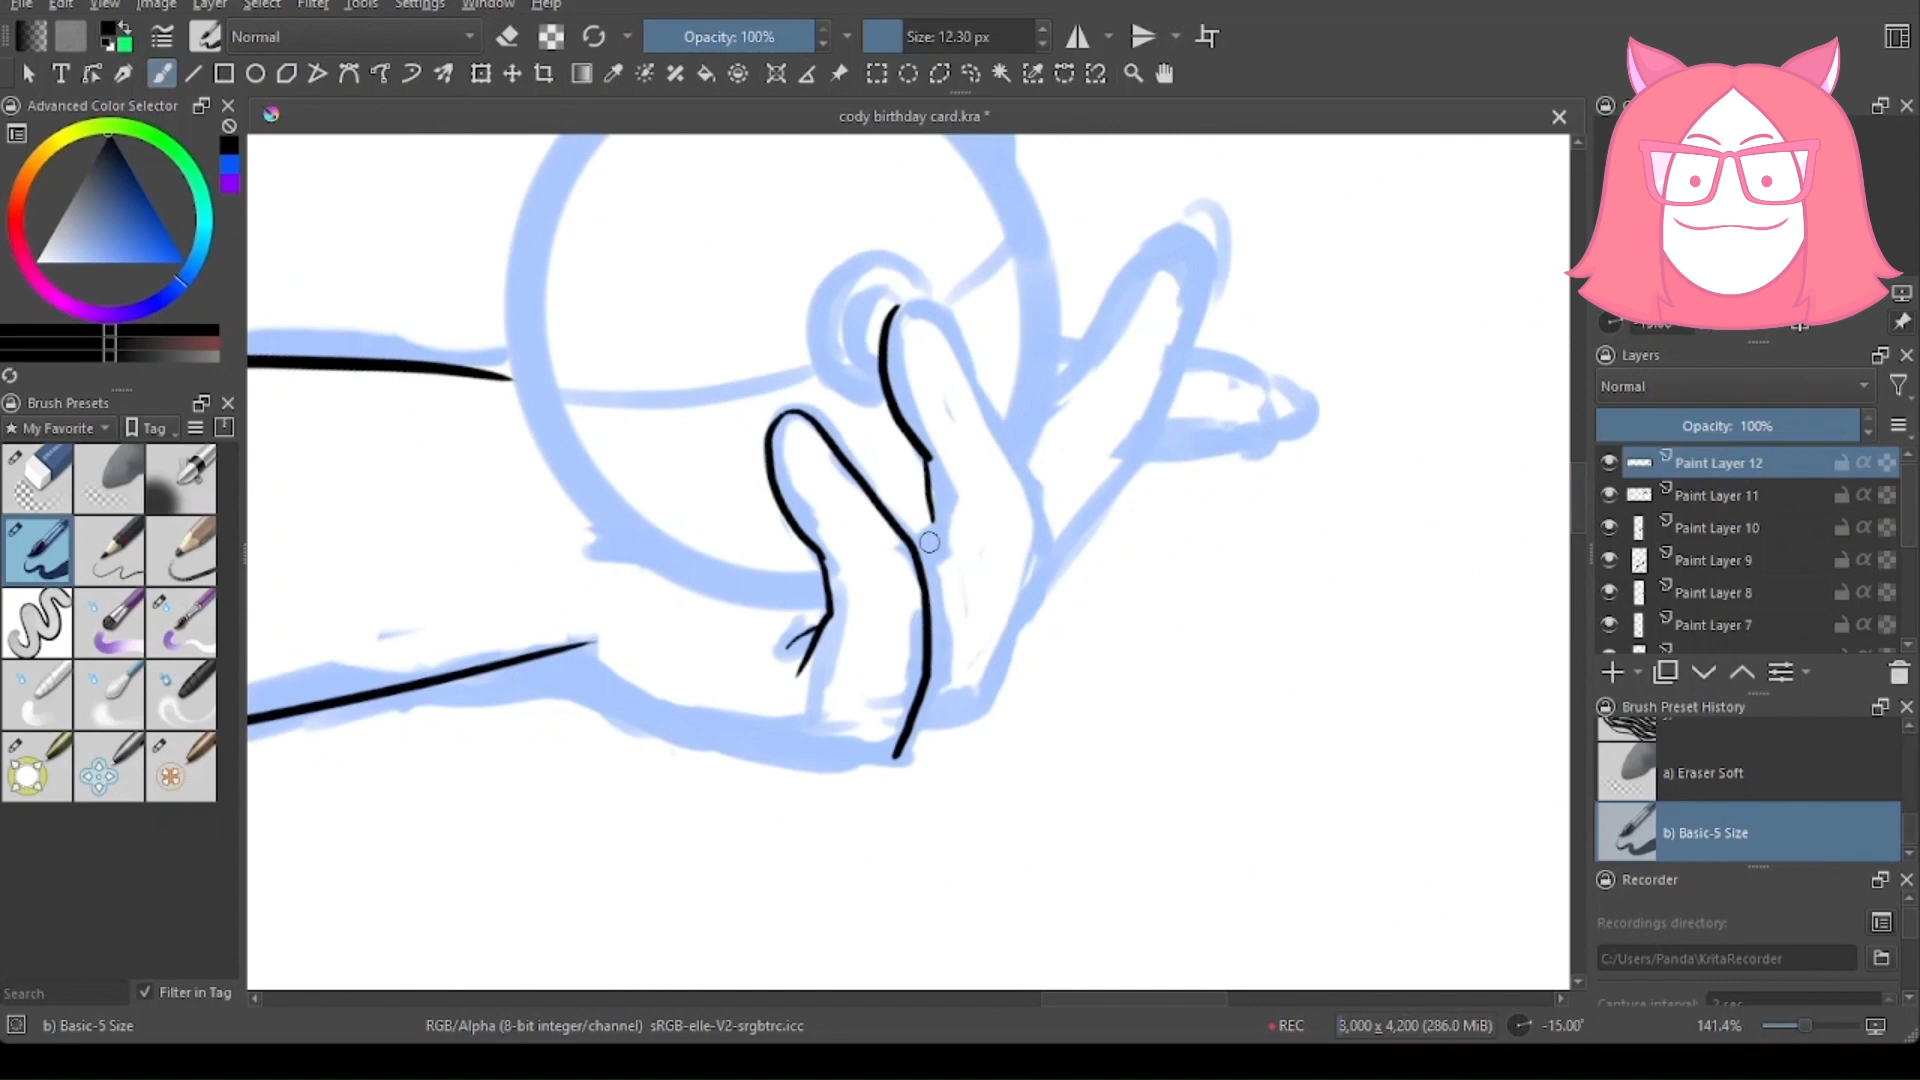 File Edit View Image Layer Select Filter Tools Settings Window Help
Normal
Opacity: 100%
Size: 12.30 px
Advanced Color Selector
cody birthday card.kra *
Layers
Normal
Opacity: 100%
Paint Layer 12
Paint Layer 11
Paint Layer 10
Paint Layer 9
Paint Layer 8
Paint Layer 7
Brush Presets
★ My Favorite
Tag
Brush Preset History
a) Eraser Soft
b) Basic-5 Size
Recorder
Recordings directory:
C:/Users/Panda\KritaRecorder
Capture interval: 2 sec
Search
Filter in Tag
b) Basic-5 Size
RGB/Alpha (8-bit integer/channel) sRGB-elle-V2-srgbtrc.icc
REC
3,000 x 4,200 (286.0 MiB)
-15.00°
141.4%